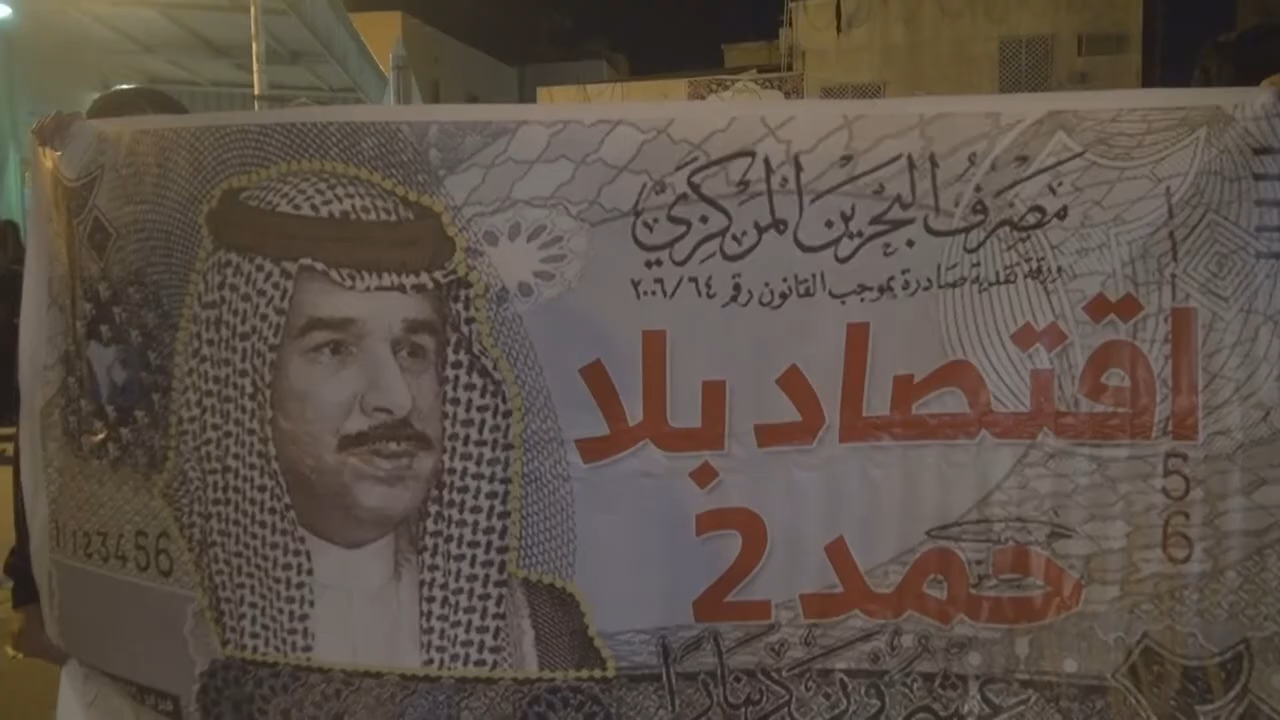 مصرف البحرين المركزي
ورقة نقدية صادرة بموجب القانون رقم ٢٠٠٦/٦٤
اقتصاد بلا
5
6
حمد 2
123456
عشرون دينارا